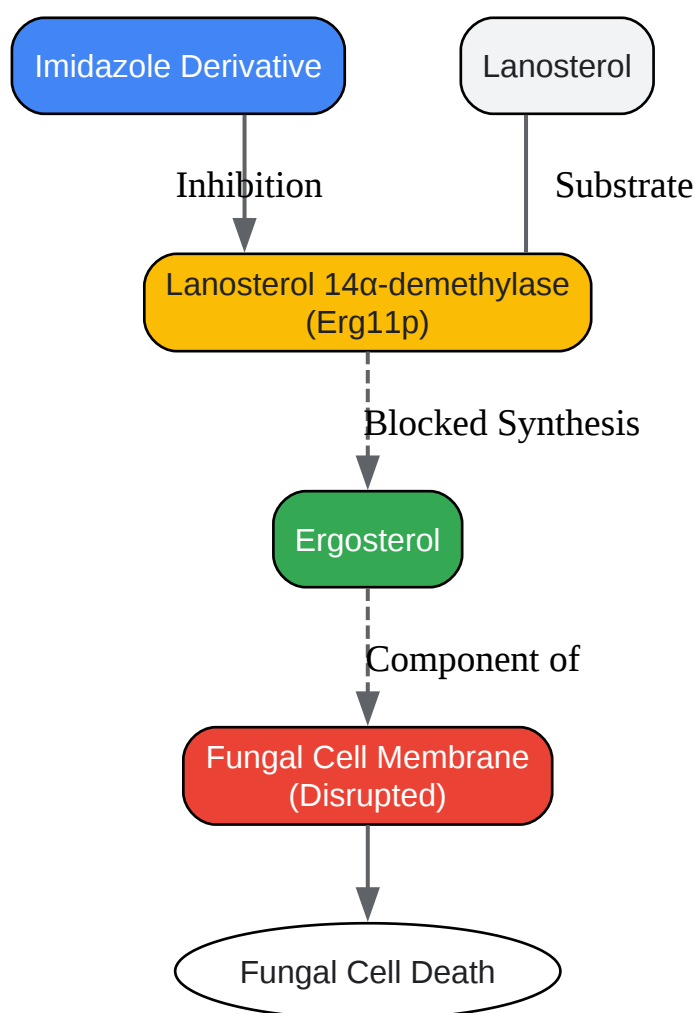 Imidazole Derivative
Lanosterol
Inhibition
Substrate
Lanosterol 14α-demethylase
(Erg11p)
Blocked Synthesis
Ergosterol
Component of
Fungal Cell Membrane
(Disrupted)
Fungal Cell Death